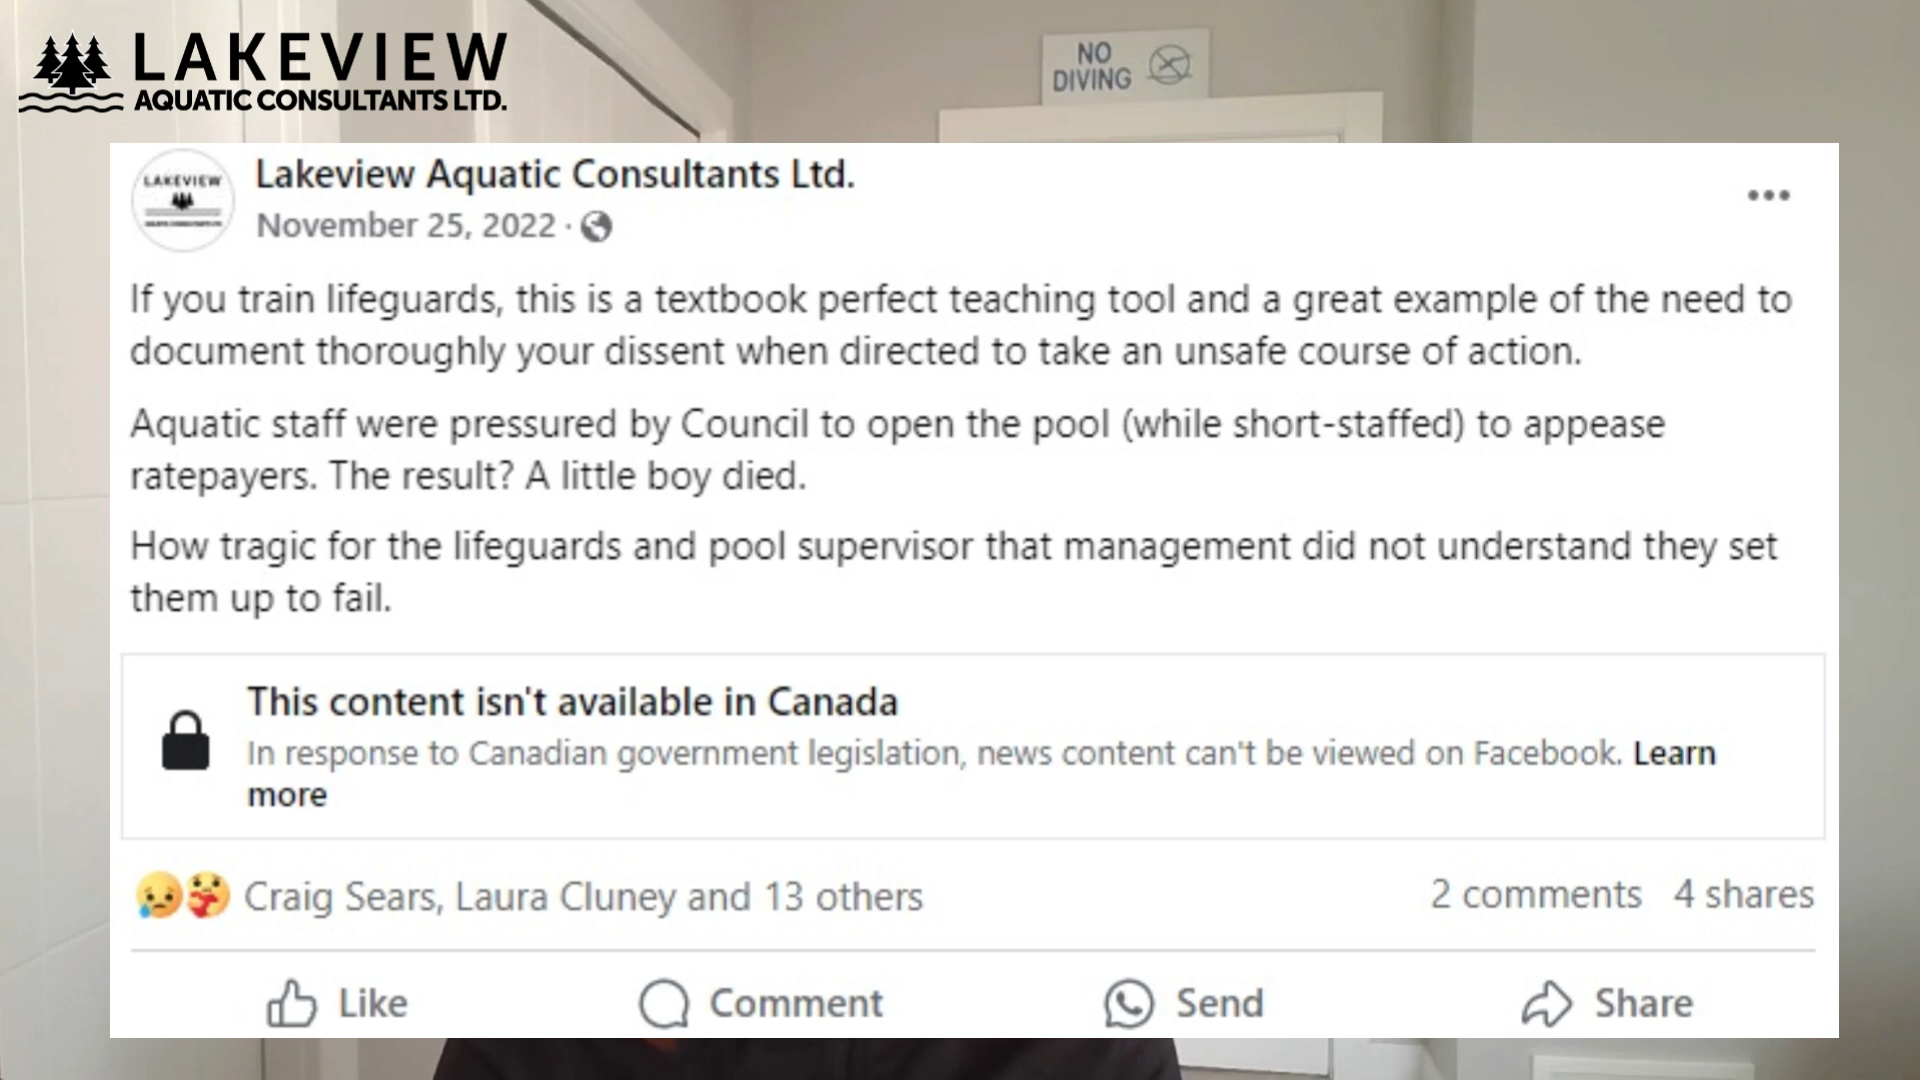 LAKEVIEW
AQUATIC CONSULTANTS LTD.
NO
DIVING
LAKEVIEW
Lakeview Aquatic Consultants Ltd.
November 25, 2022 ·
If you train lifeguards, this is a textbook perfect teaching tool and a great example of the need to
document thoroughly your dissent when directed to take an unsafe course of action.
Aquatic staff were pressured by Council to open the pool (while short-staffed) to appease
ratepayers. The result? A little boy died.
How tragic for the lifeguards and pool supervisor that management did not understand they set
them up to fail.
This content isn't available in Canada
In response to Canadian government legislation, news content can't be viewed on Facebook. Learn
more
Craig Sears, Laura Cluney and 13 others
2 comments 4 shares
Like Comment Send Share